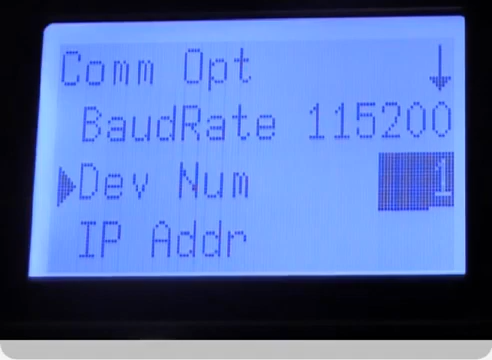 Comm Opt ↓
BaudRate 115200
Dev Num 1
IP Addr